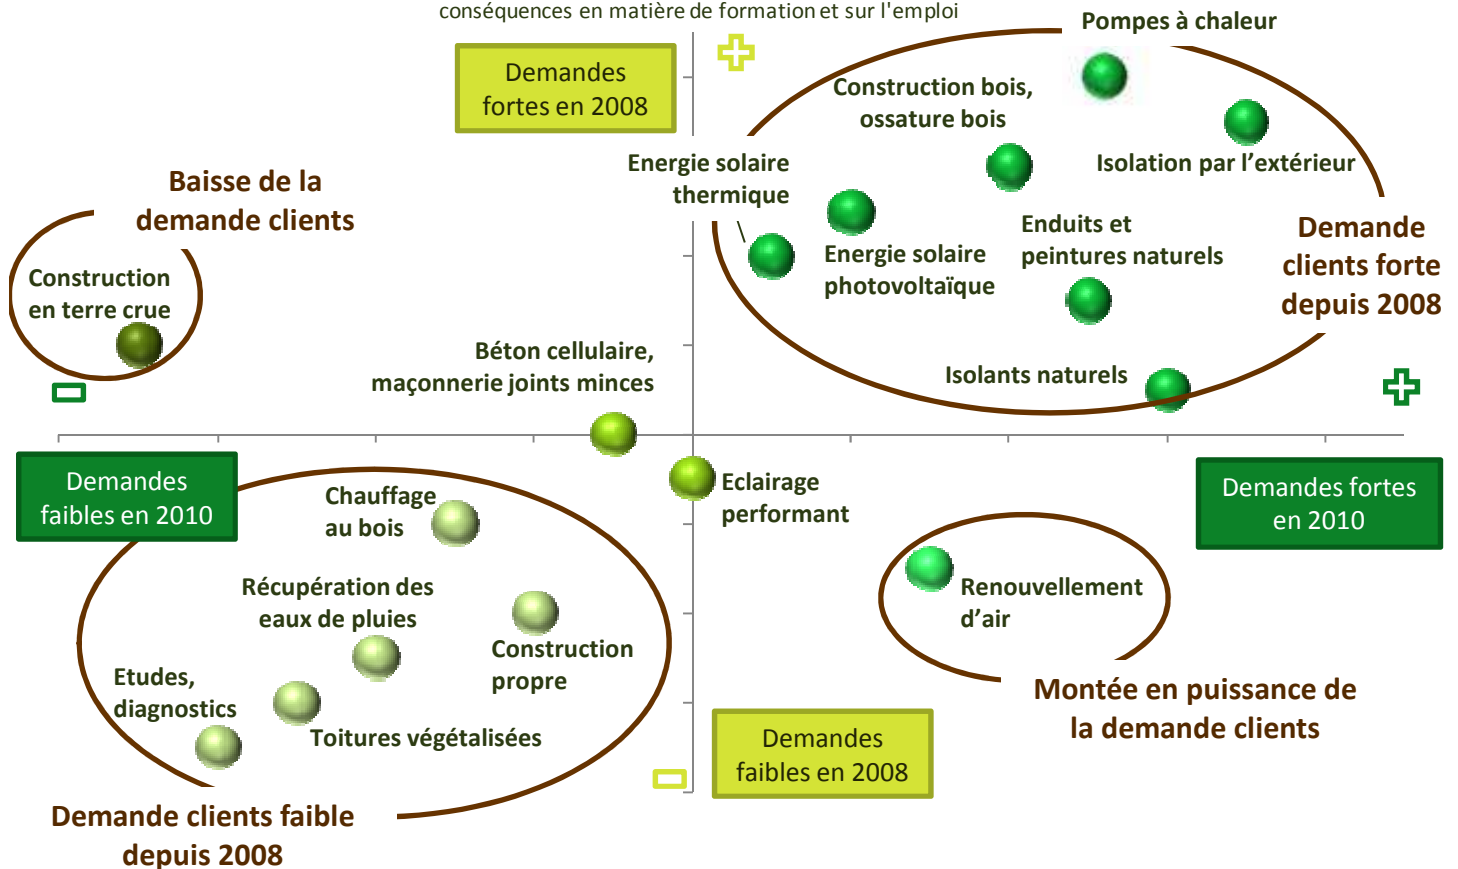 conséquences en matière de formation et sur l'emploi
Pompes à chaleur
Demandes
fortes en 2008
Construction bois,
ossature bois
Isolation par l'extérieur
Energie solaire
thermique
Baisse de la
demande clients
Enduits et
peintures naturels
Energie solaire
photovoltaïque
Demande
clients forte
depuis 2008
Construction
en terre crue
Béton cellulaire,
maçonnerie joints minces
Isolants naturels
Demandes
faibles en 2010
Chauffage
au bois
Eclairage
performant
Demandes fortes
en 2010
Récupération des
eaux de pluies
Renouvellement
d'air
Construction
propre
Etudes,
diagnostics
Toitures végétalisées
Montée en puissance de
la demande clients
Demandes
faibles en 2008
Demande clients faible
depuis 2008